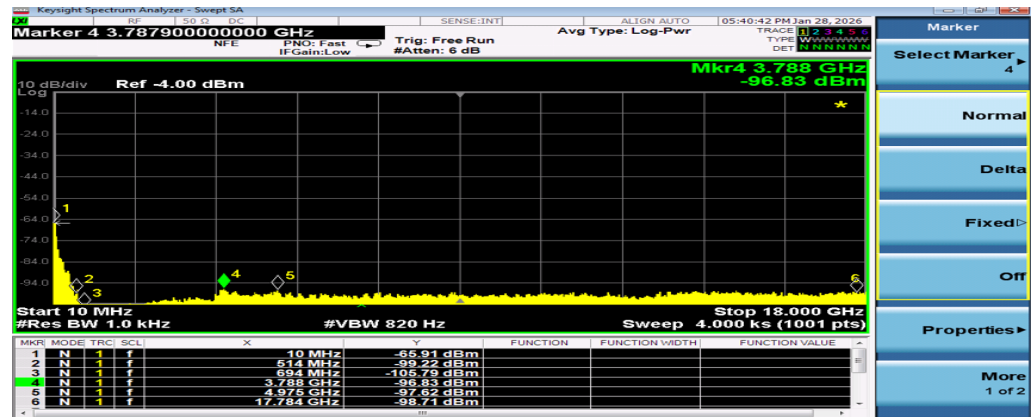 Keysight Spectrum Analyzer - Swept SA
RF 50 Ω DC SENSE:INT ALIGN AUTO 05:40:42 PM Jan 28, 2026
Marker 4 3.787900000000 GHz
NFE
PNO: Fast
IFGain:Low
Trig: Free Run
#Atten: 6 dB
Avg Type: Log-Pwr
TRACE 1 2 3 4 5 6
TYPE WWWWWW
DET N N N N N N
Mkr4 3.788 GHz
-96.83 dBm
10 dB/div Ref -4.00 dBm
Log
-14.0
-24.0
-34.0
-44.0
-54.0
-64.0
-74.0
-84.0
-94.0
1
2
3
4
5
6
*
Start 10 MHz Stop 18.000 GHz
#Res BW 1.0 kHz #VBW 820 Hz Sweep 4.000 ks (1001 pts)
MKR MODE TRC SCL X Y FUNCTION FUNCTION WIDTH FUNCTION VALUE
1 N 1 f 10 MHz -65.91 dBm
2 N 1 f 514 MHz -99.22 dBm
3 N 1 f 694 MHz -105.79 dBm
4 N 1 f 3.788 GHz -96.83 dBm
5 N 1 f 4.975 GHz -97.62 dBm
6 N 1 f 17.784 GHz -98.71 dBm
Marker
Select Marker
4
Normal
Delta
Fixed
Off
Properties
More
1 of 2